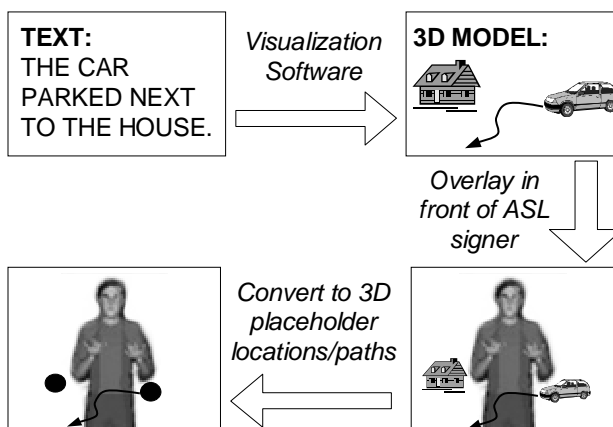 TEXT:
THE CAR
PARKED NEXT
TO THE HOUSE.
Visualization
Software
3D MODEL:
Overlay in
front of ASL
signer
Convert to 3D
placeholder
locations/paths